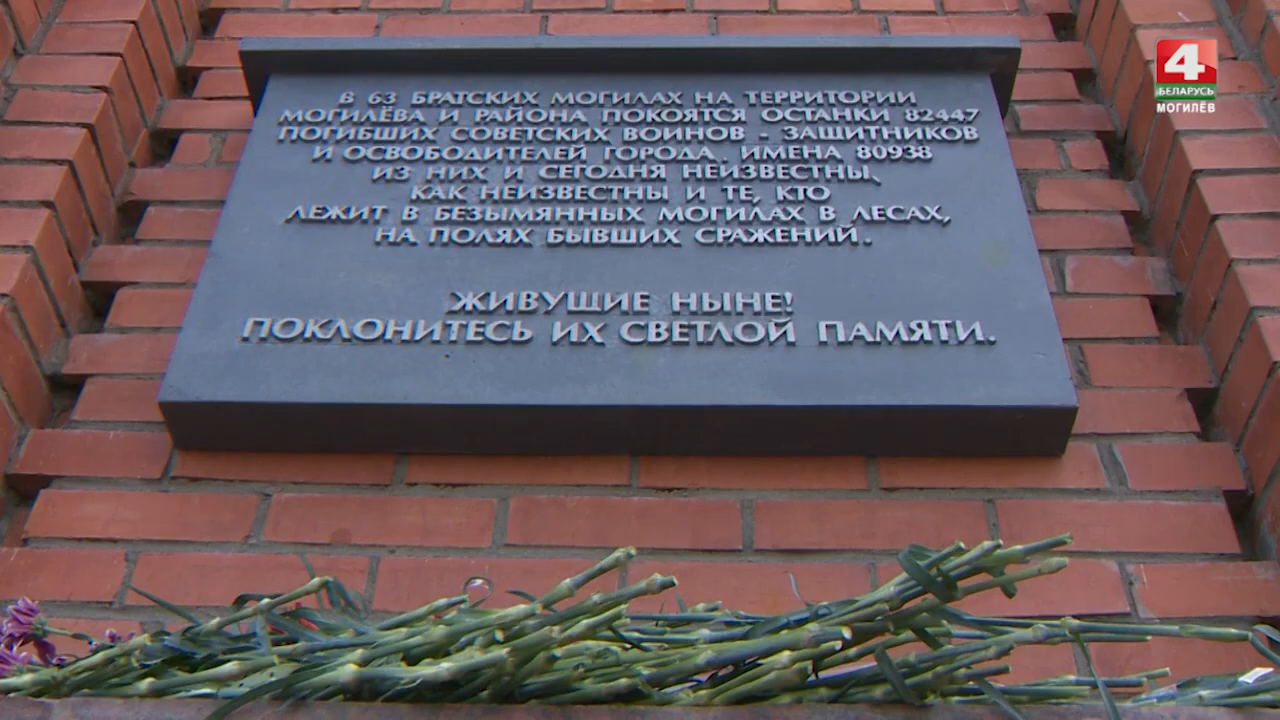 4
БЕЛАРУСЬ
МОГИЛЁВ
В 63 БРАТСКИХ МОГИЛАХ НА ТЕРРИТОРИИ
МОГИЛЁВА И РАЙОНА ПОКОЯТСЯ ОСТАНКИ 82447
ПОГИБШИХ СОВЕТСКИХ ВОИНОВ - ЗАЩИТНИКОВ
И ОСВОБОДИТЕЛЕЙ ГОРОДА. ИМЕНА 80938
ИЗ НИХ И СЕГОДНЯ НЕИЗВЕСТНЫ,
КАК НЕИЗВЕСТНЫ И ТЕ, КТО
ЛЕЖИТ В БЕЗЫМЯННЫХ МОГИЛАХ В ЛЕСАХ,
НА ПОЛЯХ БЫВШИХ СРАЖЕНИЙ.
ЖИВУЩИЕ НЫНЕ!
ПОКЛОНИТЕСЬ ИХ СВЕТЛОЙ ПАМЯТИ.